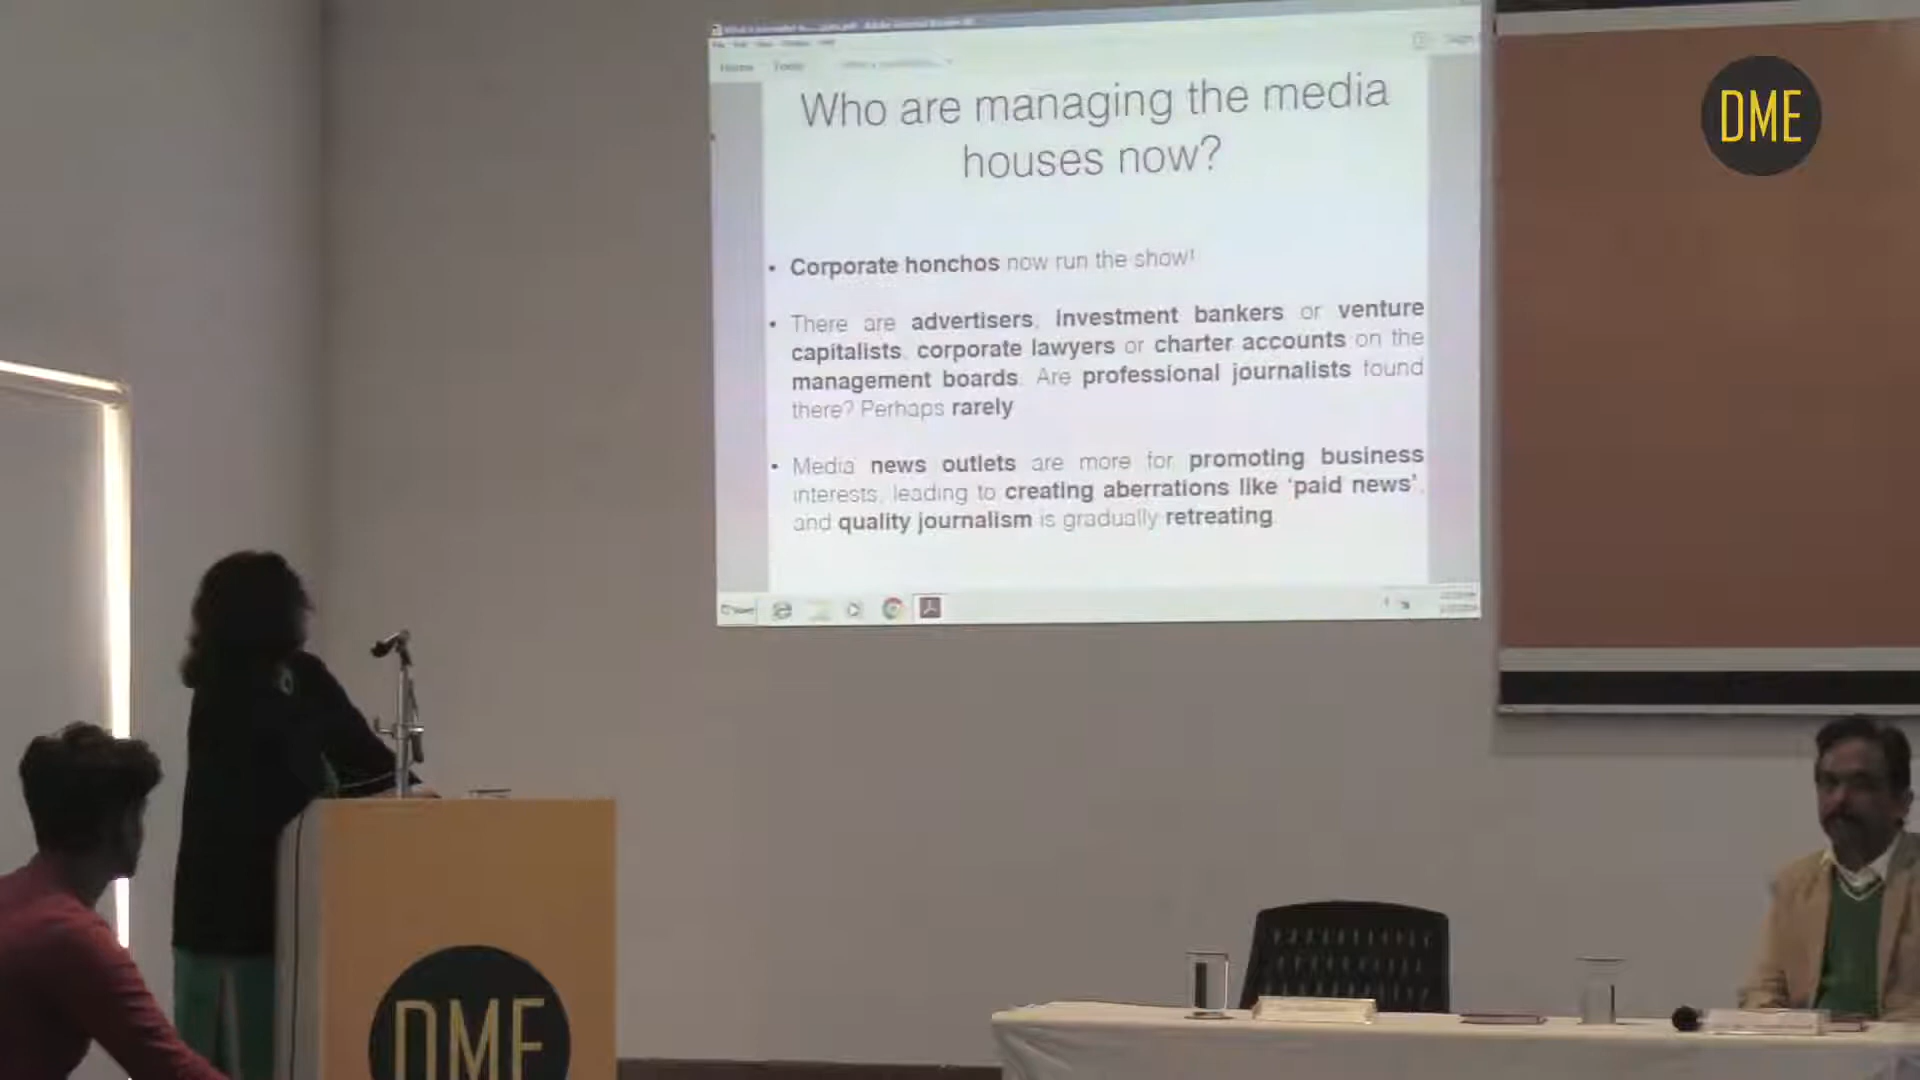 Home Tools
DME
Who are managing the media
houses now?
• Corporate honchos now run the show!
• There are advertisers, investment bankers or venture
capitalists, corporate lawyers or charter accounts on the
management boards. Are professional journalists found
there? Perhaps rarely
• Media news outlets are more for promoting business
interests, leading to creating aberrations like ‘paid news’,
and quality journalism is gradually retreating
DME